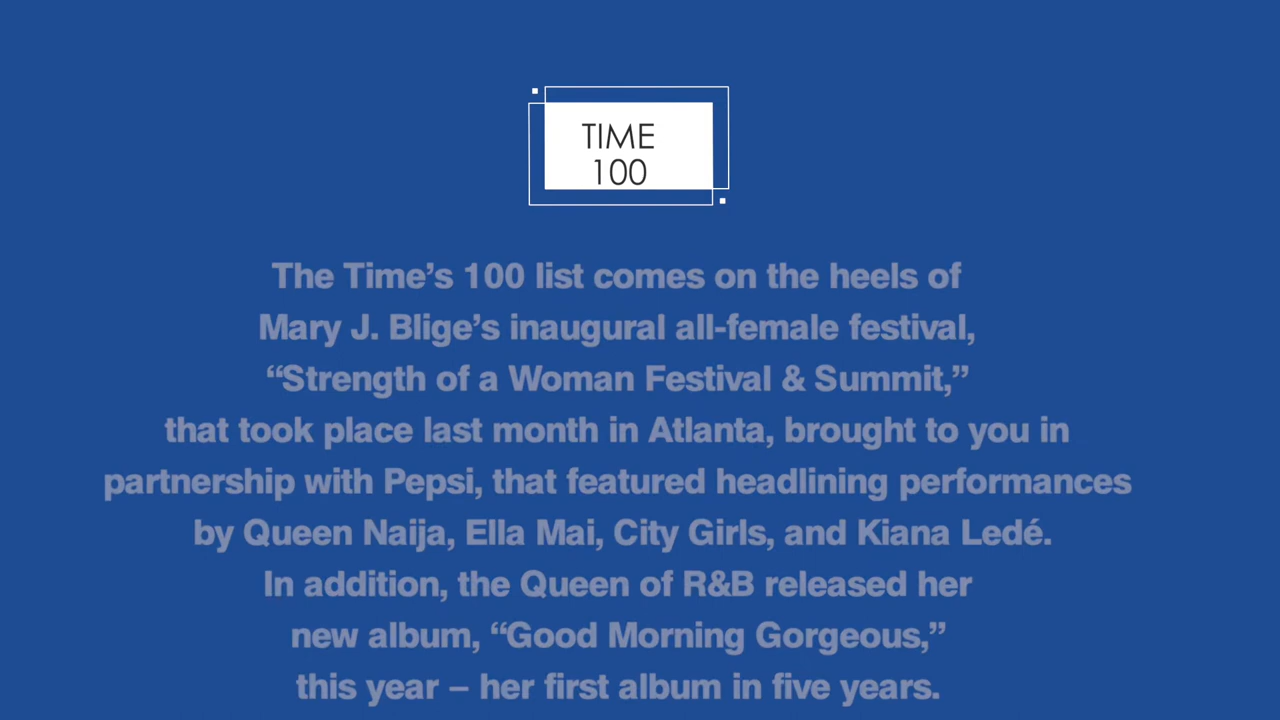 TIME
100
The Time’s 100 list comes on the heels of
Mary J. Blige’s inaugural all-female festival,
“Strength of a Woman Festival & Summit,”
that took place last month in Atlanta, brought to you in
partnership with Pepsi, that featured headlining performances
by Queen Naija, Ella Mai, City Girls, and Kiana Ledé.
In addition, the Queen of R&B released her
new album, “Good Morning Gorgeous,”
this year – her first album in five years.